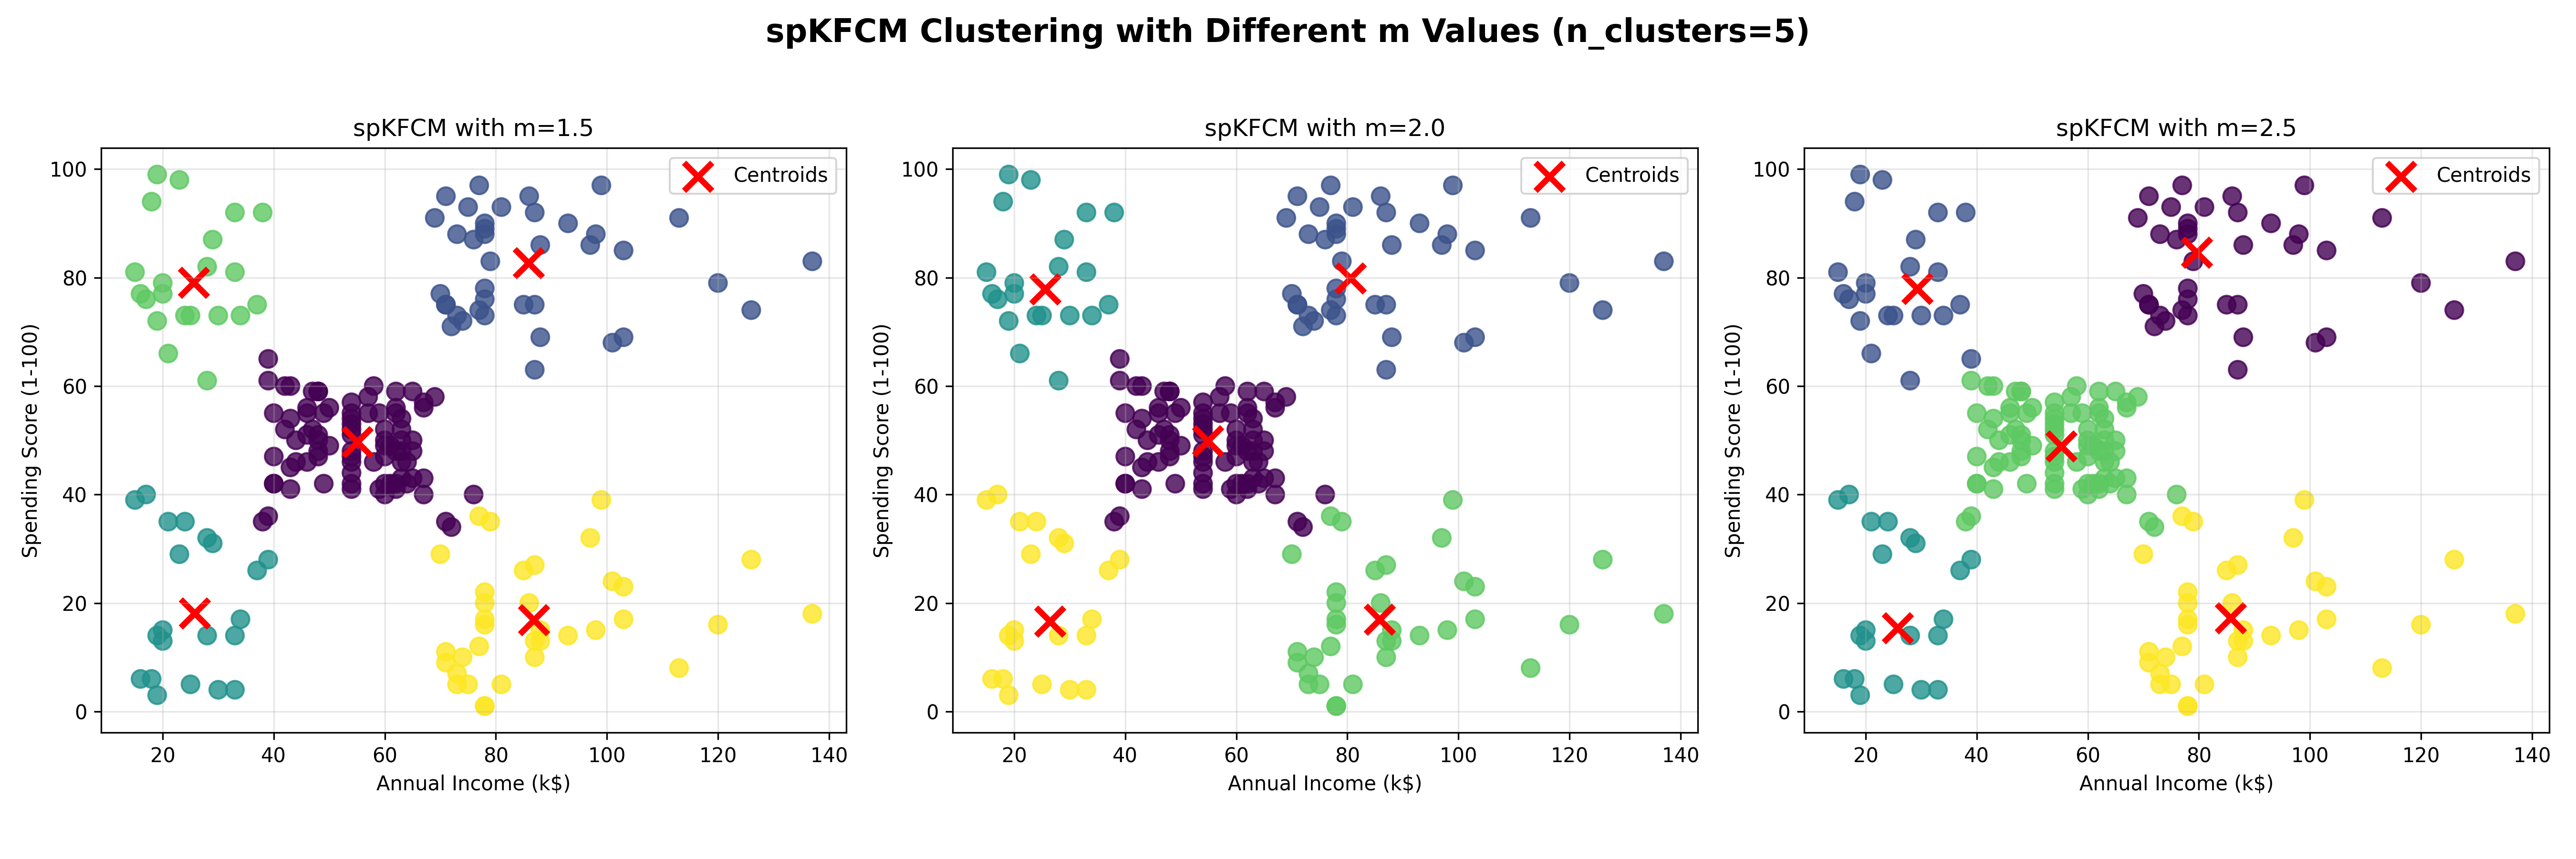 spKFCM Clustering with Different m Values (n_clusters=5)
spKFCM with m=1.5
Centroids
100
80
60
40
20
0
Spending Score (1-100)
20 40 60 80 100 120 140
Annual Income (k$)
spKFCM with m=2.0
Centroids
100
80
60
40
20
0
Spending Score (1-100)
20 40 60 80 100 120 140
Annual Income (k$)
spKFCM with m=2.5
Centroids
100
80
60
40
20
0
Spending Score (1-100)
20 40 60 80 100 120 140
Annual Income (k$)